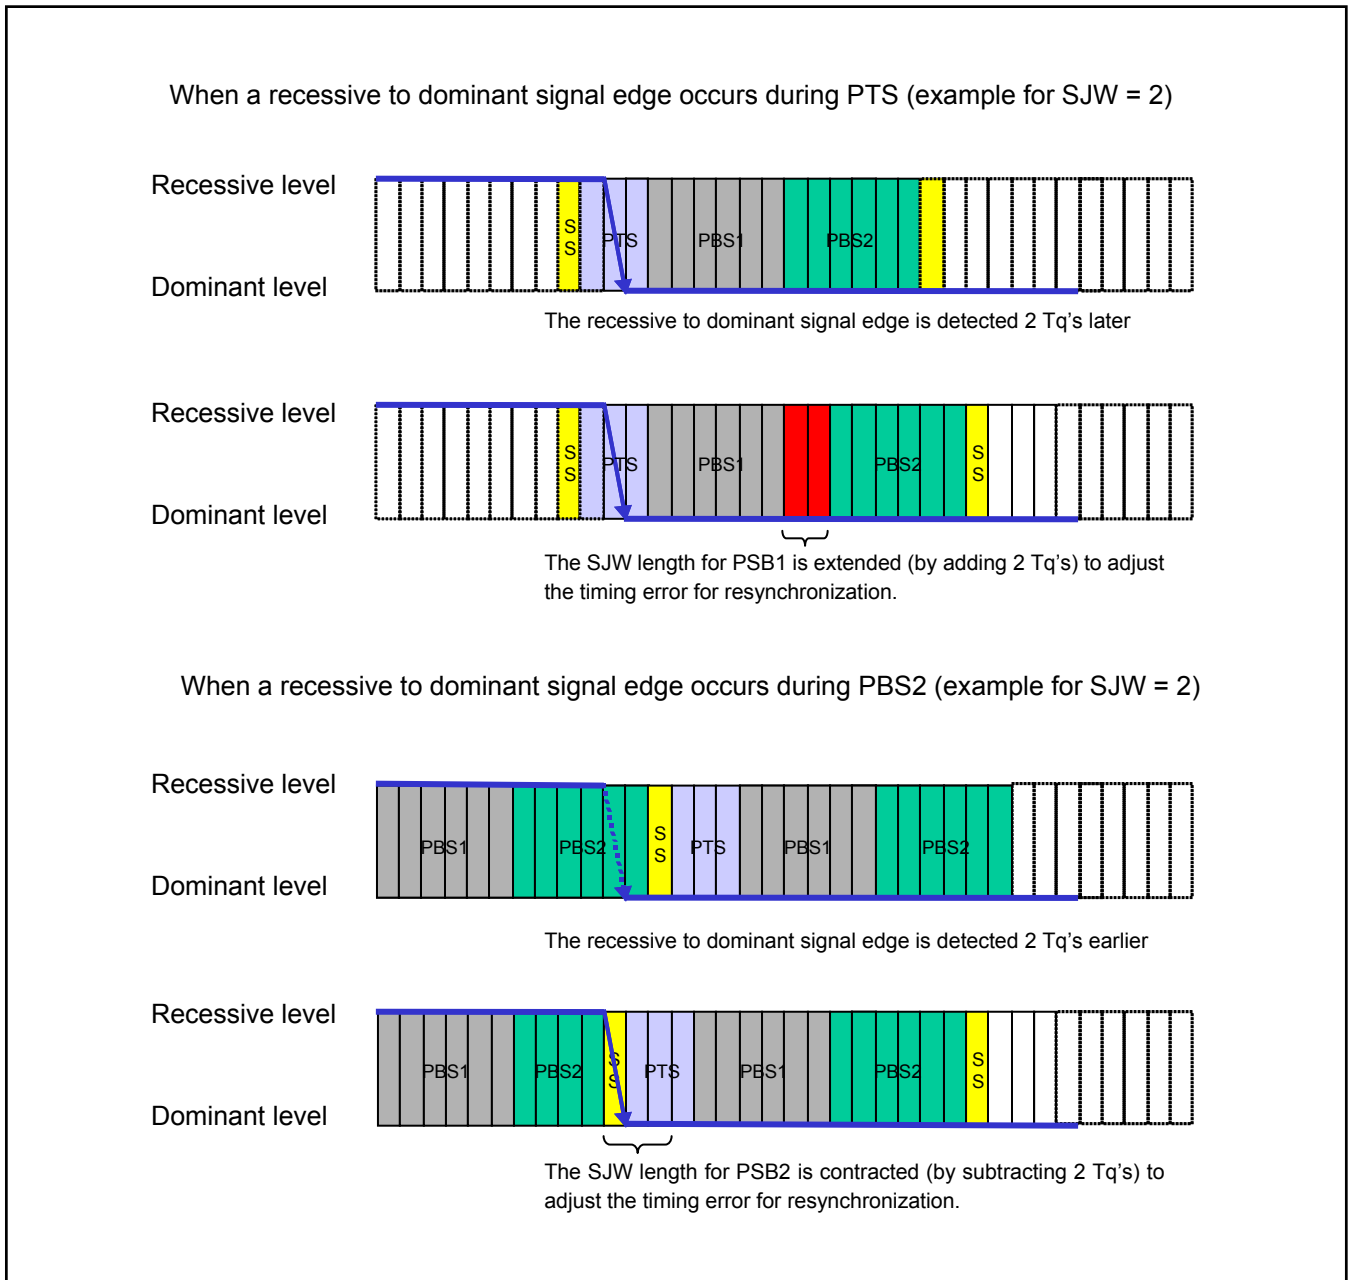 When a recessive to dominant signal edge occurs during PTS (example for SJW = 2)
Recessive level
S
S
PTS
PBS1
PBS2
Dominant level
The recessive to dominant signal edge is detected 2 Tq's later
Recessive level
S
S
PTS
PBS1
PBS2
S
S
Dominant level
The SJW length for PSB1 is extended (by adding 2 Tq's) to adjust
the timing error for resynchronization.
When a recessive to dominant signal edge occurs during PBS2 (example for SJW = 2)
Recessive level
PBS1
PBS2
S
S
PTS
PBS1
PBS2
Dominant level
The recessive to dominant signal edge is detected 2 Tq's earlier
Recessive level
PBS1
PBS2
S
S
PTS
PBS1
PBS2
S
S
Dominant level
The SJW length for PSB2 is contracted (by subtracting 2 Tq's) to
adjust the timing error for resynchronization.